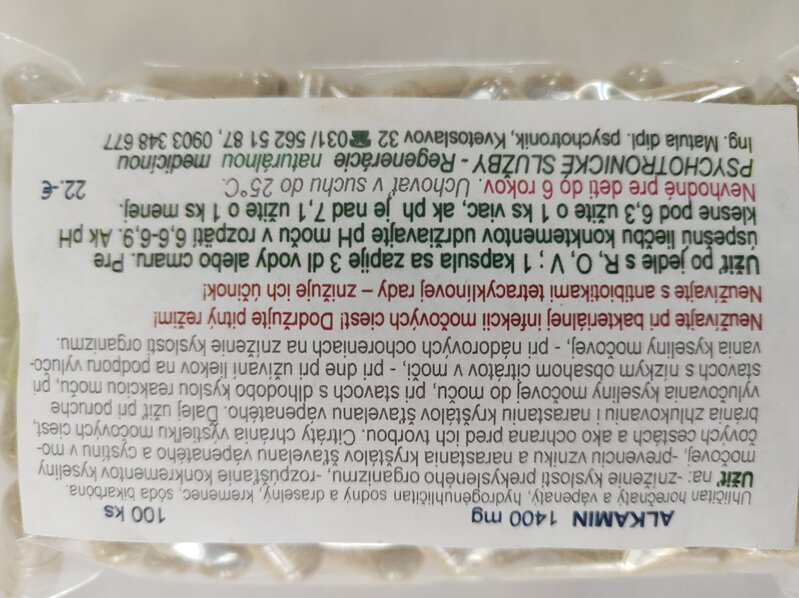 ALKAMIN 1400 mg 100 ks
Uhličitan horečnatý a vápenatý, hydrogénuhličitan sodný a draselný, kremenec, sóda bikarbóna.
Užiť na: -zníženie kyslosti prekysleného organizmu, -rozpúšťanie konkrementov kyseliny
močovej, -prevenciu vzniku a narastania kryštálov šťavelanu vápenatého a cystínu v mo-
čových cestách a ako ochrana pred ich tvorbou. Citráty chránia výstieľku močových ciest,
bránia zhlukovaniu i narastaniu kryštálov šťavelanu vápenatého. Ďalej užiť pri poruche
vylučovania kyseliny močovej do moču, pri stavoch s dlhodobo kyslou reakciou moču, pri
stavoch s nízkym obsahom citrátov v moči, - pri dne pri užívaní liekov na podporu vylučo-
vania kyseliny močovej, - pri nádorových ochoreniach na zníženie kyslosti organizmu.
Neužívajte pri bakteriálnej infekcii močových ciest! Dodržujte pitný režim!
Neužívajte s antibiotikami tetracyklínovej rady – znižuje ich účinok!
Užiť po jedle s R, O, V ; 1 kapsula sa zapije 3 dl vody alebo cmaru. Pre
úspešnú liečbu konktementov udržiavajte pH moču v rozpätí 6,6-6,9. Ak pH
klesne pod 6,3 užite o 1 ks viac, ak ph je nad 7,1 užite o 1 ks menej.
Nevhodné pre deti do 6 rokov. Uchovať v suchu do 25°C.
PSYCHOTRONICKÉ SLUŽBY - Regenerácie naturálnou medicínou 22.-€
Ing. Matula dipl. psychotronik, Kvetoslavov 32 ☎031/ 562 51 87, 0903 348 677